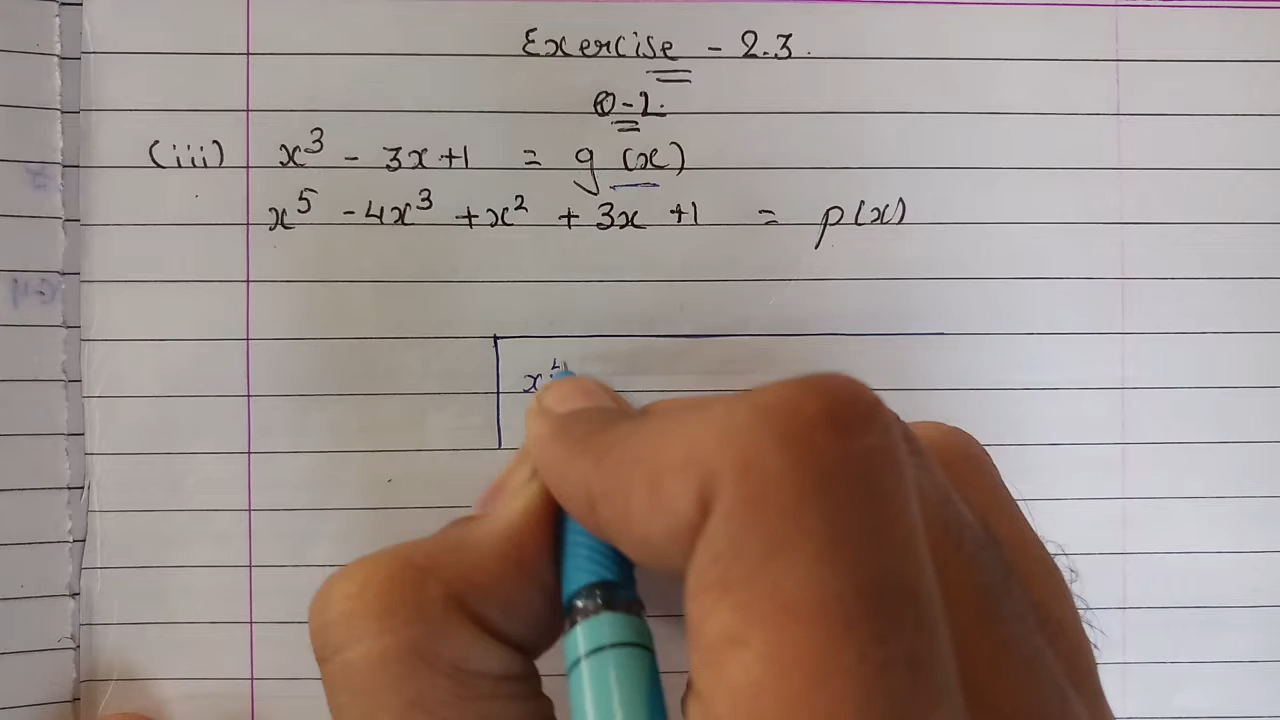 Exercise - 2.3.
Q-2.
(iii) x³ - 3x+1 = g(x)
x⁵ - 4x³ + x² + 3x + 1 = p(x)
x